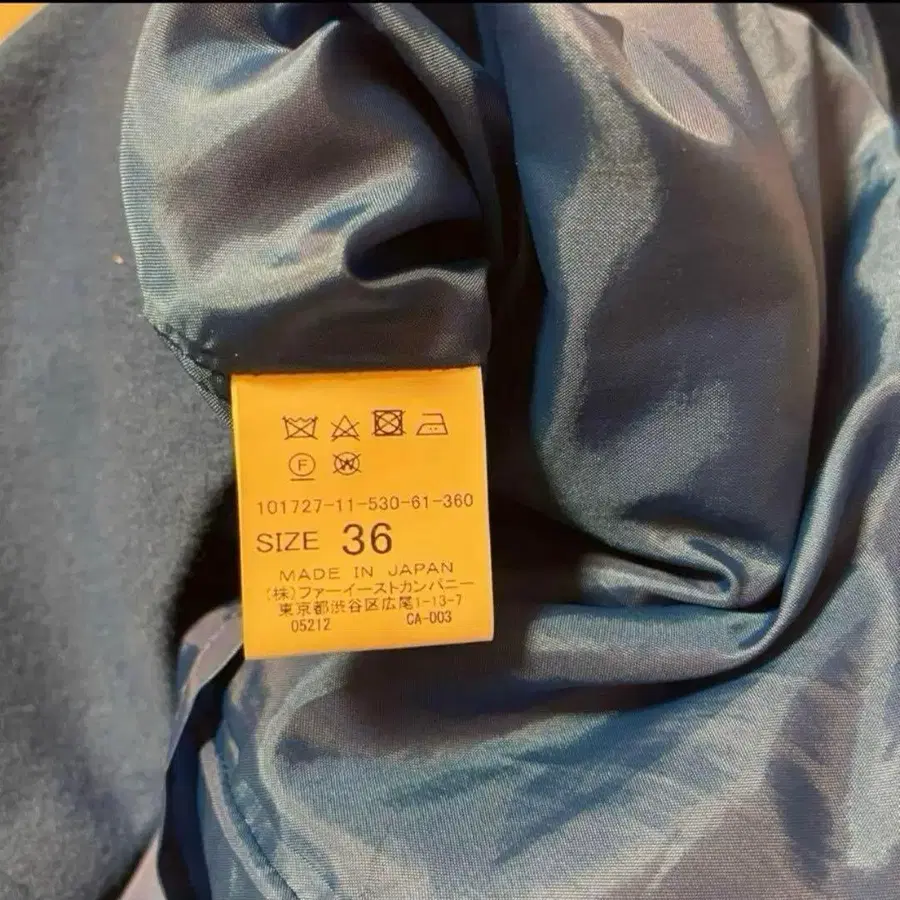 F W
101727-11-530-61-360
SIZE 36
MADE IN JAPAN
(株)ファーイーストカンパニー
東京都渋谷区広尾1-13-7
05212 CA-003